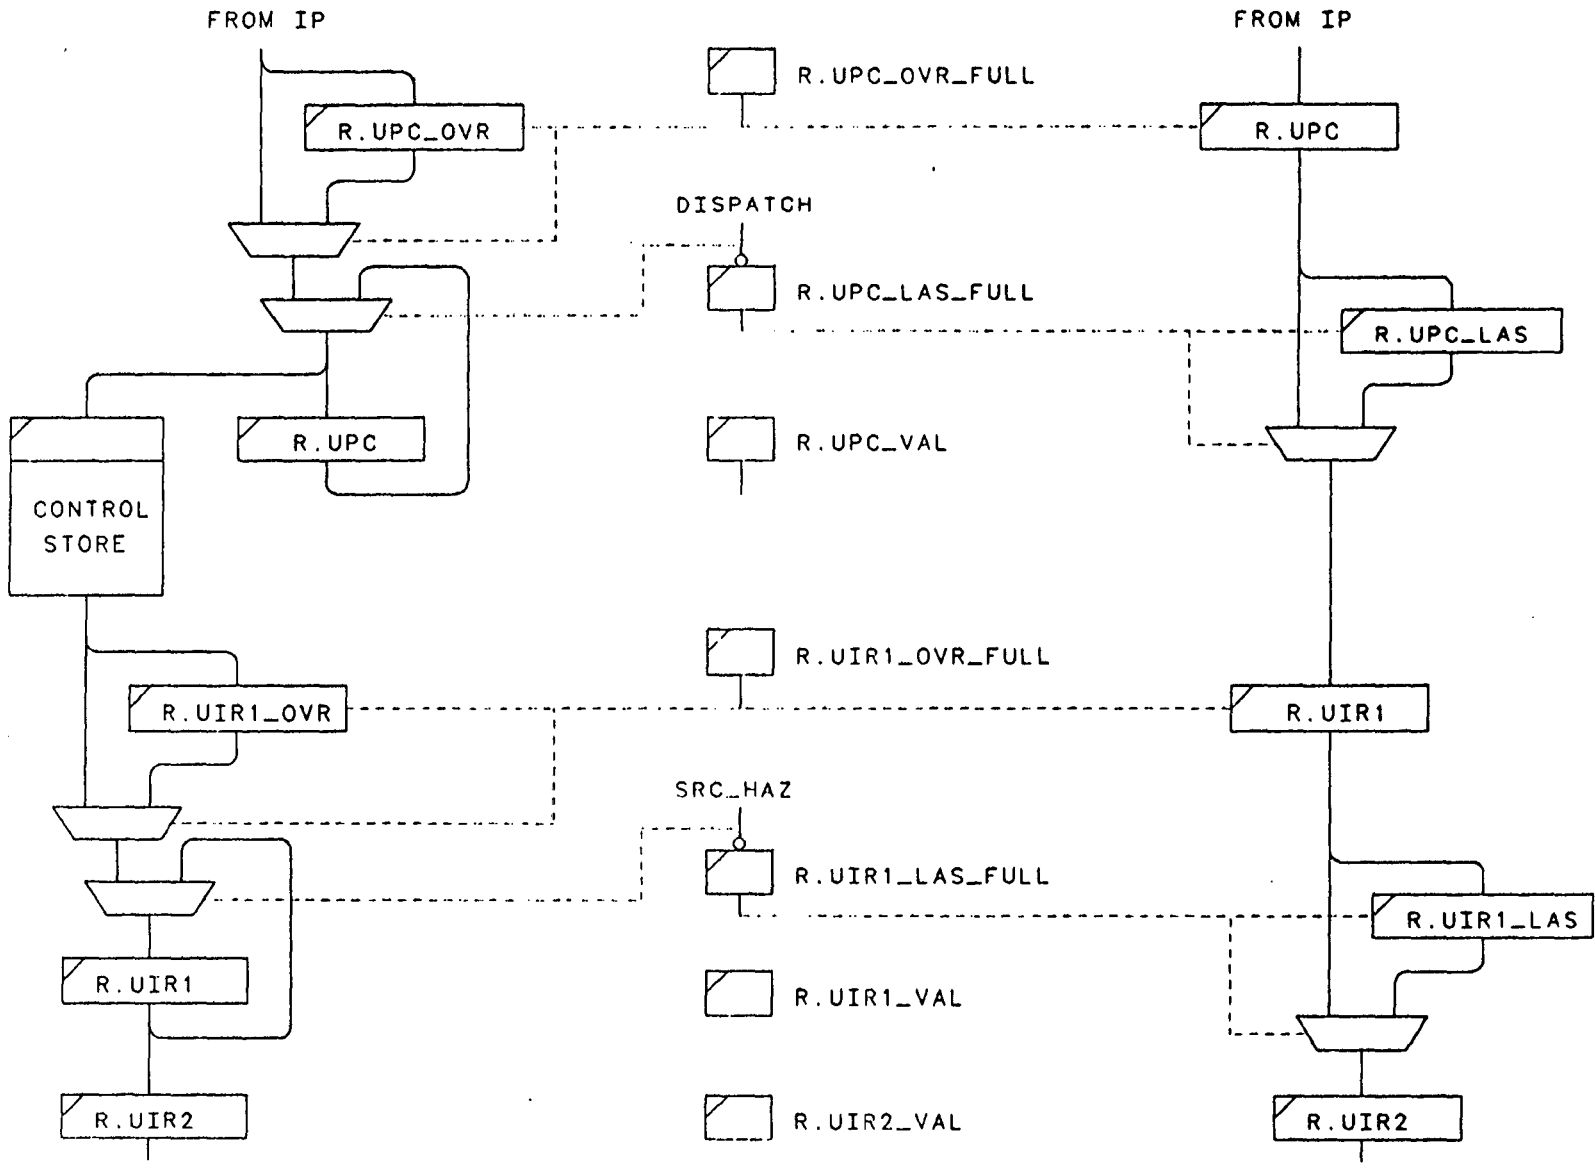 FROM IP
FROM IP
R.UPC_OVR_FULL
R.UPC_OVR
R.UPC
DISPATCH
R.UPC_LAS_FULL
R.UPC_LAS
R.UPC
R.UPC_VAL
CONTROL
STORE
R.UIR1_OVR_FULL
R.UIR1_OVR
R.UIR1
SRC_HAZ
R.UIR1_LAS_FULL
R.UIR1_LAS
R.UIR1
R.UIR1_VAL
R.UIR2
R.UIR2_VAL
R.UIR2